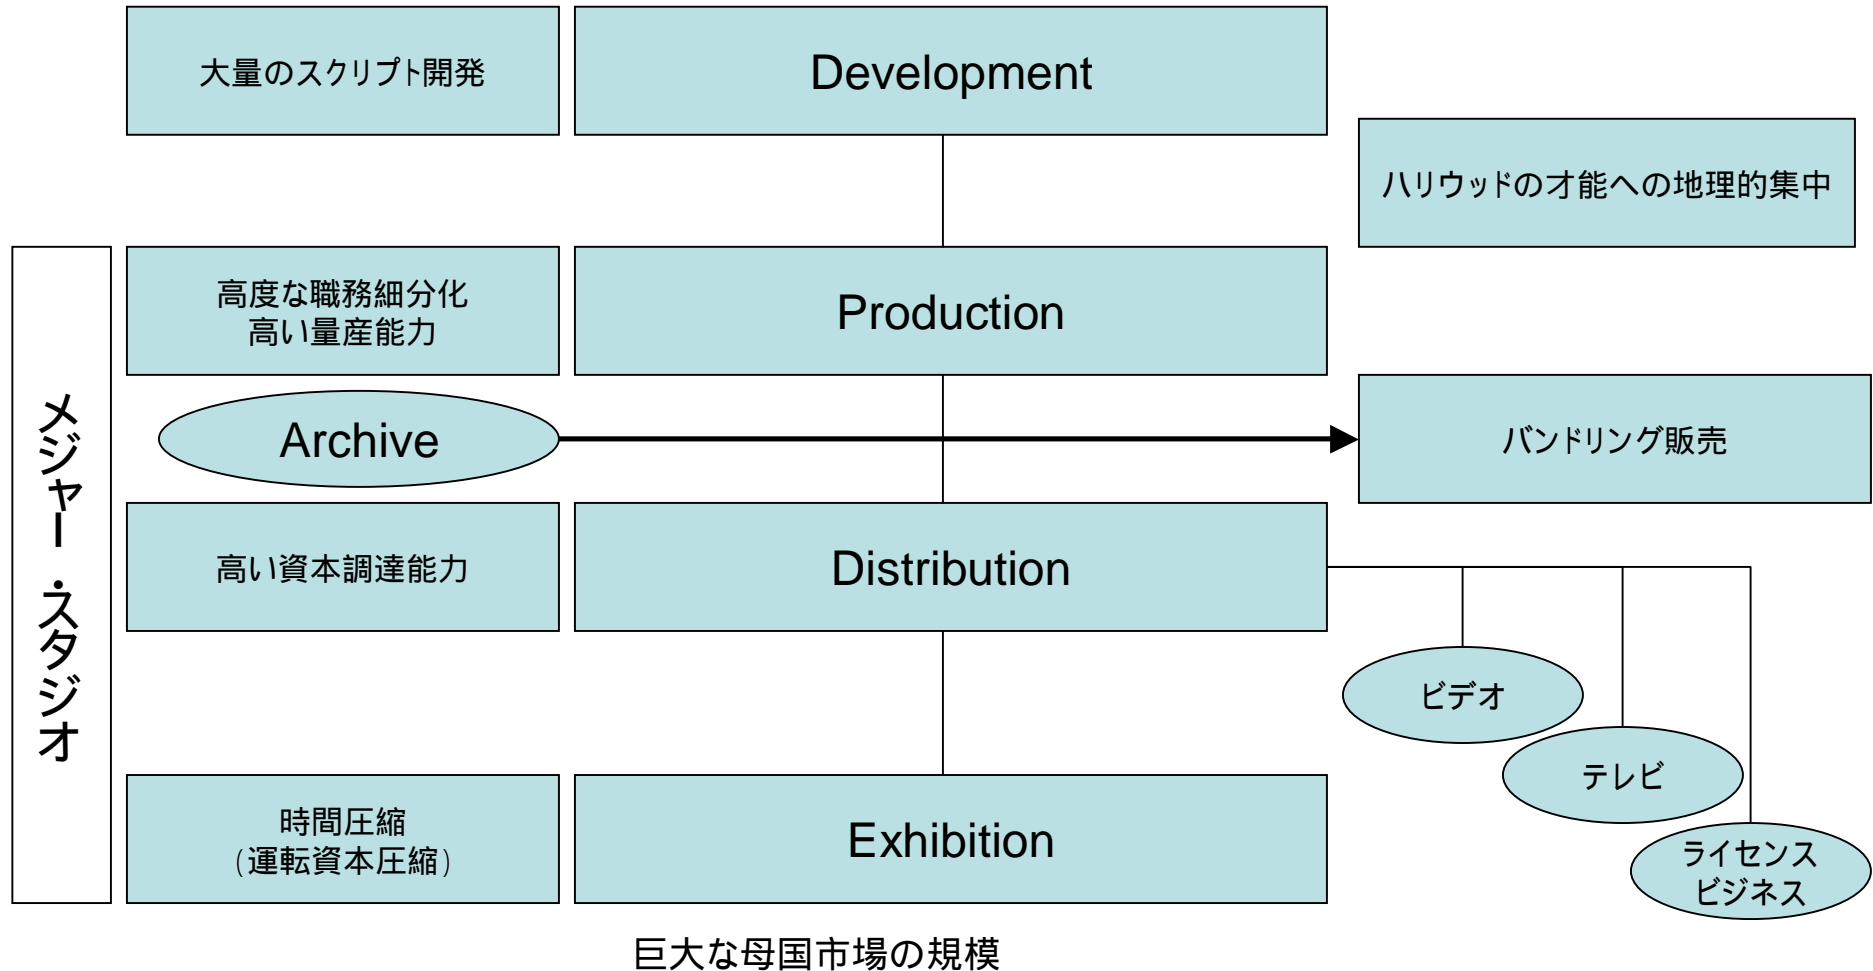 大量のスクリプト開発
Development
ハリウッドの才能への地理的集中
メジャー・スタジオ
高度な職務細分化
高い量産能力
Production
Archive
バンドリング販売
高い資本調達能力
Distribution
ビデオ
テレビ
ライセンス
ビジネス
時間圧縮
(運転資本圧縮)
Exhibition
巨大な母国市場の規模